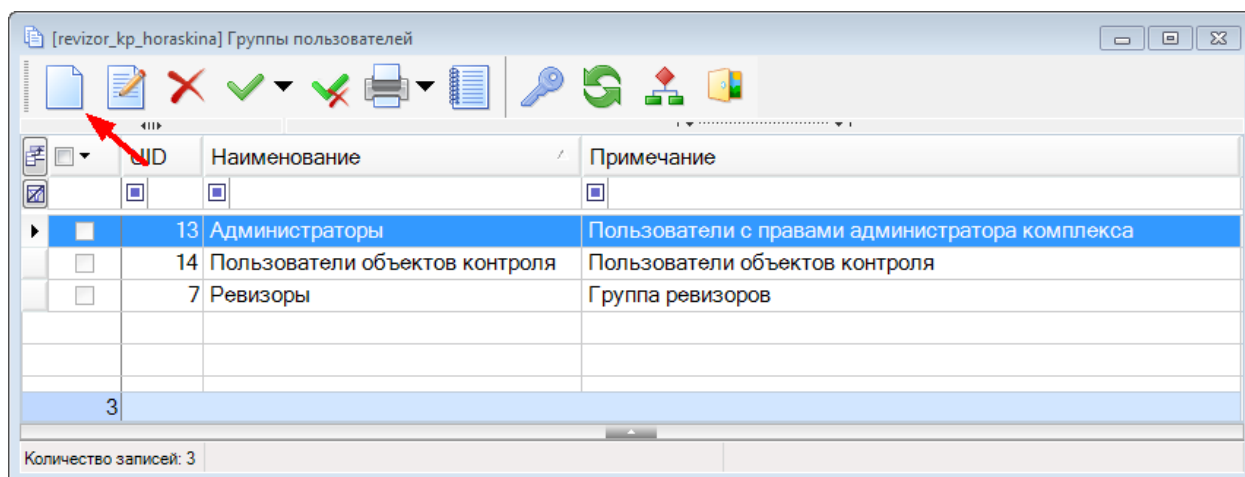 [revizor_kp_horaskina] Группы пользователей
UID Наименование Примечание
13 Администраторы Пользователи с правами администратора комплекса
14 Пользователи объектов контроля Пользователи объектов контроля
7 Ревизоры Группа ревизоров
3
Количество записей: 3